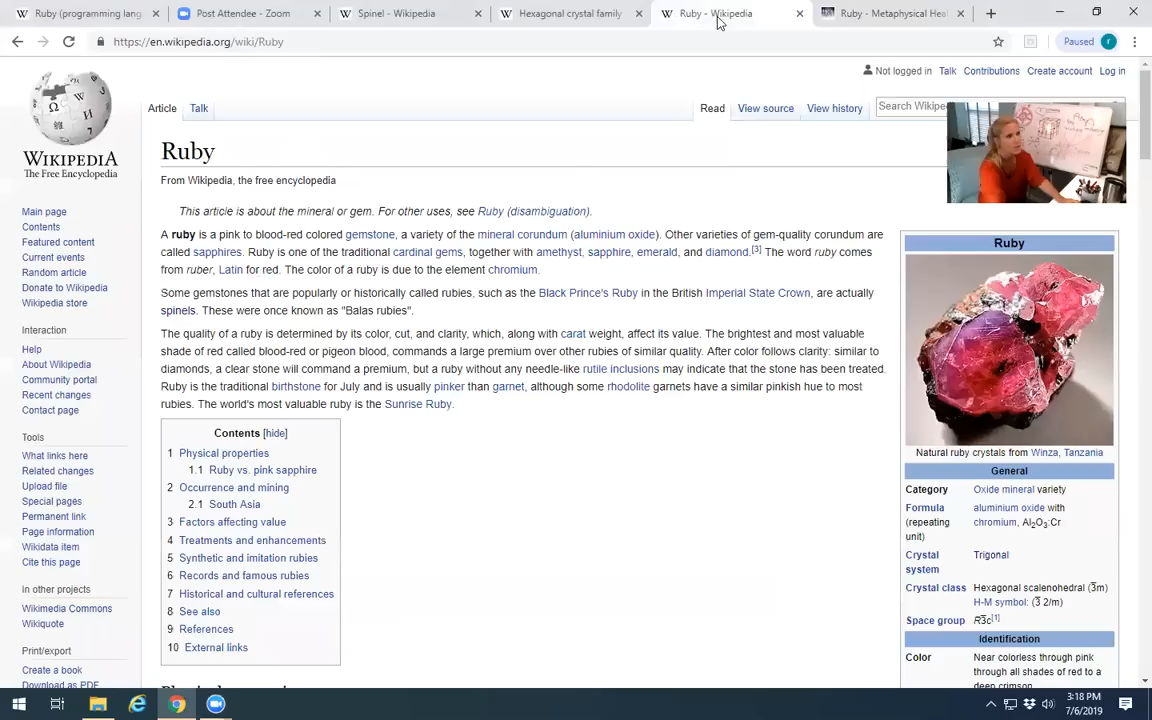 Ruby (programming lang
Post Attendee - Zoom
Spinel - Wikipedia
Hexagonal crystal family
Ruby - Wikipedia
Ruby - Metaphysical Hea
https://en.wikipedia.org/wiki/Ruby
Paused r
Not logged in Talk Contributions Create account Log in
Article Talk
Read View source View history
Search Wikipe
WIKIPEDIA
The Free Encyclopedia
Main page
Contents
Featured content
Current events
Random article
Donate to Wikipedia
Wikipedia store
Interaction
Help
About Wikipedia
Community portal
Recent changes
Contact page
Tools
What links here
Related changes
Upload file
Special pages
Permanent link
Page information
Wikidata item
Cite this page
In other projects
Wikimedia Commons
Wikiquote
Print/export
Create a book
Download as PDF
Ruby
From Wikipedia, the free encyclopedia
This article is about the mineral or gem. For other uses, see Ruby (disambiguation).
A ruby is a pink to blood-red colored gemstone, a variety of the mineral corundum (aluminium oxide). Other varieties of gem-quality corundum are
called sapphires. Ruby is one of the traditional cardinal gems, together with amethyst, sapphire, emerald, and diamond.[3] The word ruby comes
from ruber, Latin for red. The color of a ruby is due to the element chromium.
Some gemstones that are popularly or historically called rubies, such as the Black Prince's Ruby in the British Imperial State Crown, are actually
spinels. These were once known as "Balas rubies".
The quality of a ruby is determined by its color, cut, and clarity, which, along with carat weight, affect its value. The brightest and most valuable
shade of red called blood-red or pigeon blood, commands a large premium over other rubies of similar quality. After color follows clarity: similar to
diamonds, a clear stone will command a premium, but a ruby without any needle-like rutile inclusions may indicate that the stone has been treated.
Ruby is the traditional birthstone for July and is usually pinker than garnet, although some rhodolite garnets have a similar pinkish hue to most
rubies. The world's most valuable ruby is the Sunrise Ruby.
Contents [hide]
1 Physical properties
1.1 Ruby vs. pink sapphire
2 Occurrence and mining
2.1 South Asia
3 Factors affecting value
4 Treatments and enhancements
5 Synthetic and imitation rubies
6 Records and famous rubies
7 Historical and cultural references
8 See also
9 References
10 External links
Ruby
Natural ruby crystals from Winza, Tanzania
General
Category Oxide mineral variety
Formula aluminium oxide with
(repeating chromium, Al2O3:Cr
unit)
Crystal Trigonal
system
Crystal class Hexagonal scalenohedral (3̅m)
H-M symbol: (3̅ 2/m)
Space group R3̅c[1]
Identification
Color Near colorless through pink
through all shades of red to a
deep crimson
3:18 PM
7/6/2019